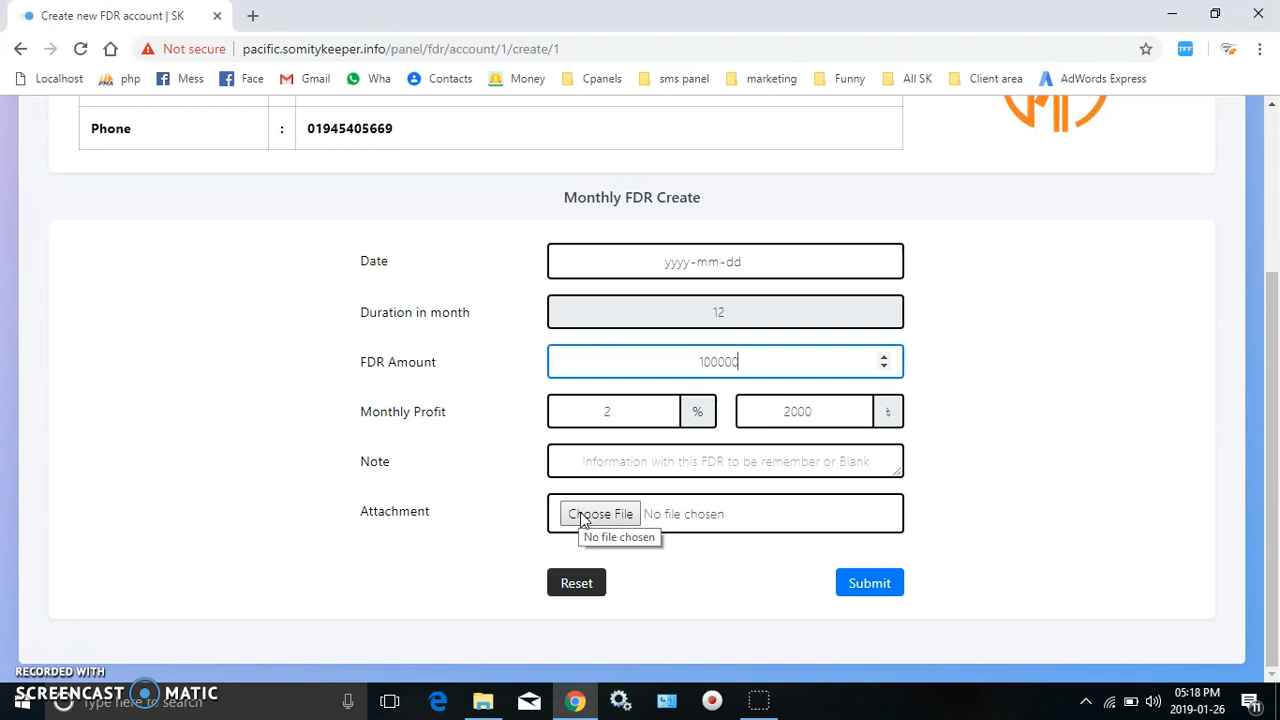 Create new FDR account | SK
Not secure | pacific.somitykeeper.info/panel/fdr/account/1/create/1
Localhost php Mess Face Gmail Wha Contacts Money Cpanels sms panel marketing Funny All SK Client area AdWords Express
TFF
Phone : 01945405669
Monthly FDR Create
Date yyyy-mm-dd
Duration in month 12
FDR Amount 100000
Monthly Profit 2 % 2000 ৳
Note Information with this FDR to be remember or Blank
Attachment Choose File No file chosen
No file chosen
Reset Submit
RECORDED WITH
SCREENCAST MATIC
Type here to search
05:18 PM
2019-01-26
11